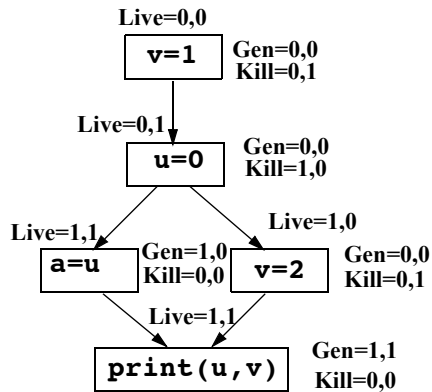 Live=0,0
v=1
Gen=0,0
Kill=0,1
Live=0,1
u=0
Gen=0,0
Kill=1,0
Live=1,1
Live=1,0
a=u
Gen=1,0
Kill=0,0
v=2
Gen=0,0
Kill=0,1
Live=1,1
print(u,v)
Gen=1,1
Kill=0,0